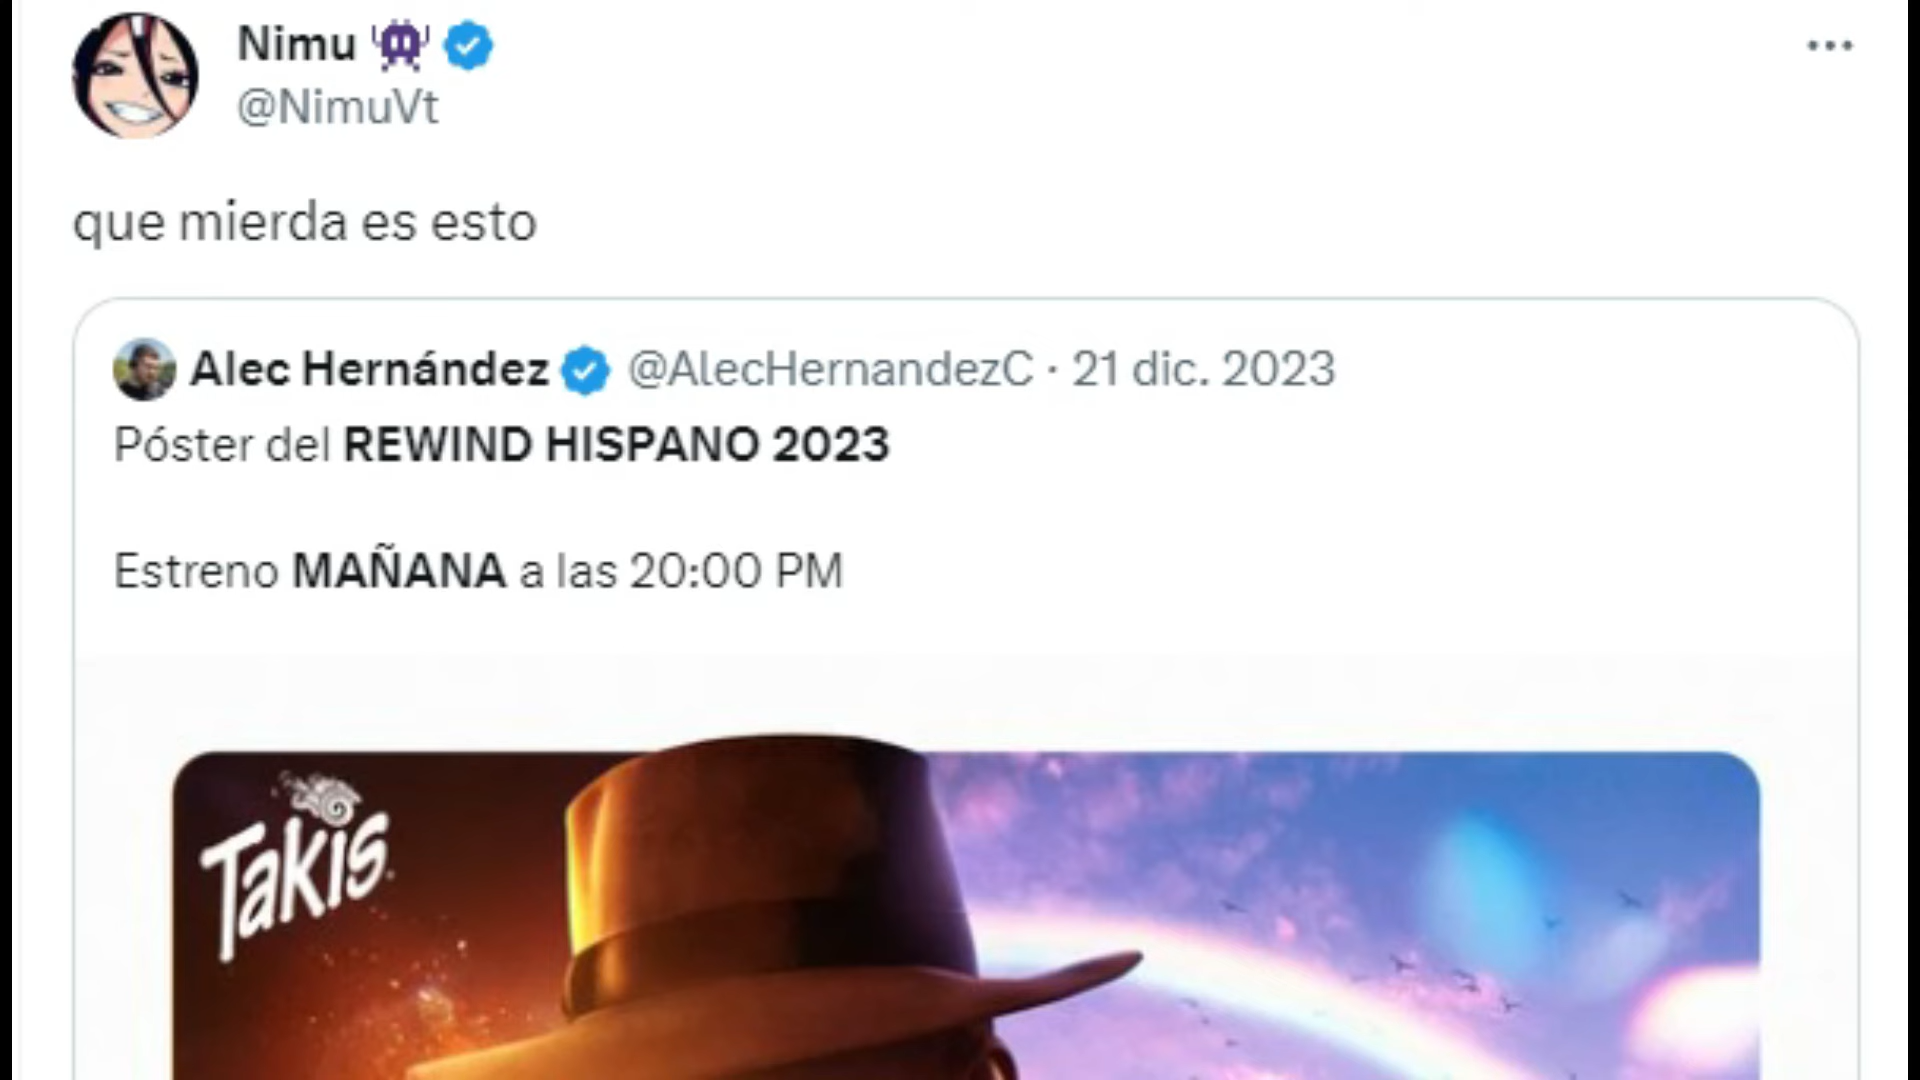 Nimu
@NimuVt
que mierda es esto
Alec Hernández @AlecHernandezC · 21 dic. 2023
Póster del REWIND HISPANO 2023
Estreno MAÑANA a las 20:00 PM
Takis